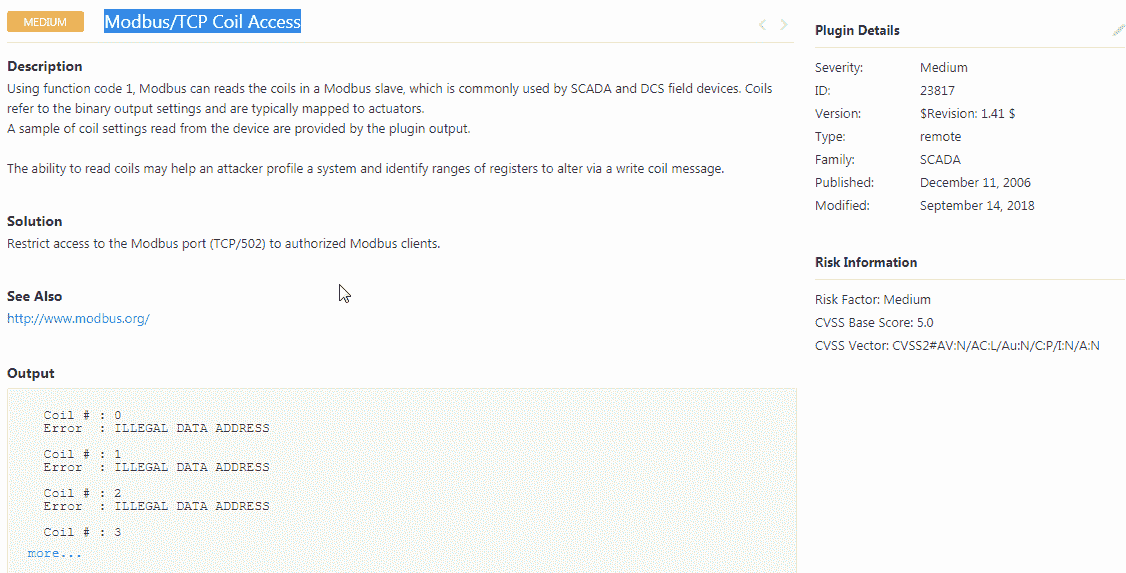 MEDIUM
Modbus/TCP Coil Access
Description
Using function code 1, Modbus can reads the coils in a Modbus slave, which is commonly used by SCADA and DCS field devices. Coils
refer to the binary output settings and are typically mapped to actuators.
A sample of coil settings read from the device are provided by the plugin output.
The ability to read coils may help an attacker profile a system and identify ranges of registers to alter via a write coil message.
Solution
Restrict access to the Modbus port (TCP/502) to authorized Modbus clients.
See Also
http://www.modbus.org/
Output
Coil # : 0
Error : ILLEGAL DATA ADDRESS
Coil # : 1
Error : ILLEGAL DATA ADDRESS
Coil # : 2
Error : ILLEGAL DATA ADDRESS
Coil # : 3
more...
Plugin Details
Severity: Medium
ID: 23817
Version: $Revision: 1.41 $
Type: remote
Family: SCADA
Published: December 11, 2006
Modified: September 14, 2018
Risk Information
Risk Factor: Medium
CVSS Base Score: 5.0
CVSS Vector: CVSS2#AV:N/AC:L/Au:N/C:P/I:N/A:N